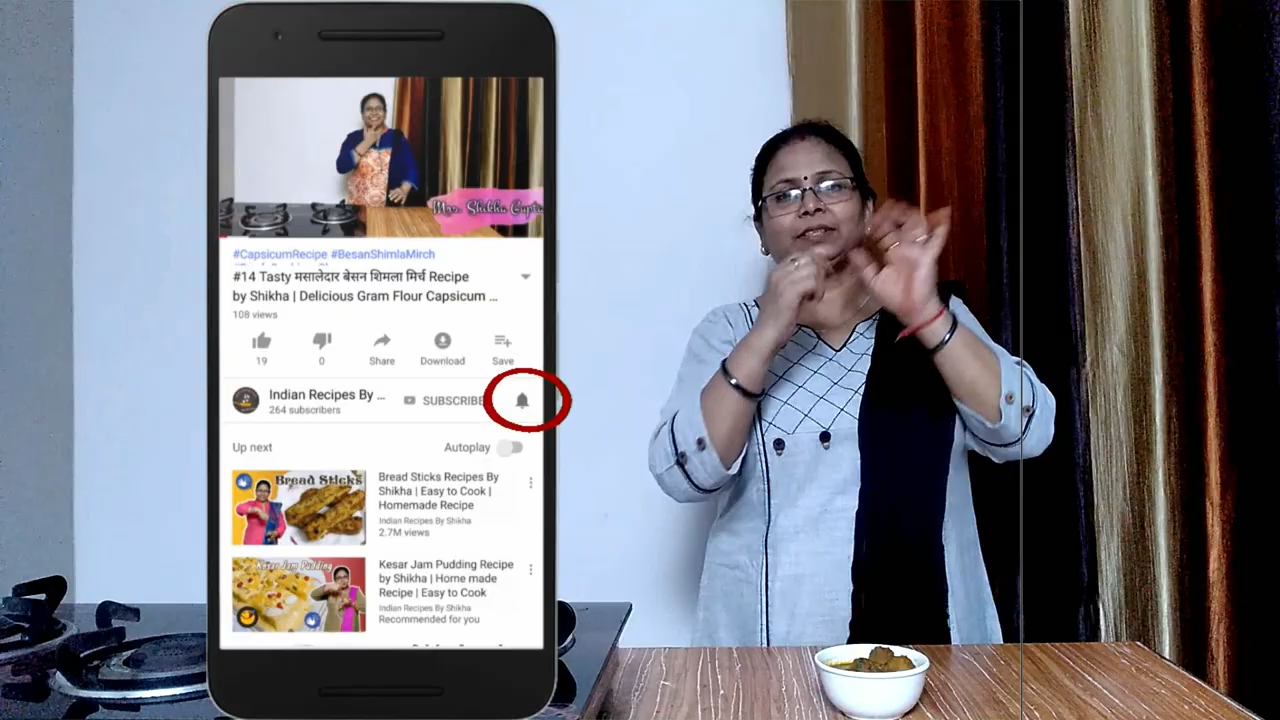 Mrs. Shikha Gupta
#CapsicumRecipe #BesanShimlaMirch
#14 Tasty मसालेदार बेसन शिमला मिर्च Recipe
by Shikha | Delicious Gram Flour Capsicum ...
108 views
19
0
Share
Download
Save
Indian Recipes By ...
SUBSCRIBE
264 subscribers
Up next
Autoplay
Bread Sticks
Bread Sticks Recipes By
Shikha | Easy to Cook |
Homemade Recipe
Indian Recipes By Shikha
2.7M views
Kesar Jam Pudding
Kesar Jam Pudding Recipe
by Shikha | Home made
Recipe | Easy to Cook
Indian Recipes By Shikha
Recommended for you